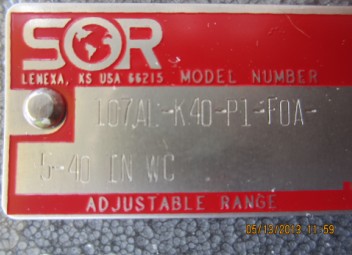 SOR
LENEXA, KS USA 66215 MODEL NUMBER
107AL-K40-P1-F0A-
5-40 IN WC
ADJUSTABLE RANGE
05/13/2013 11:59